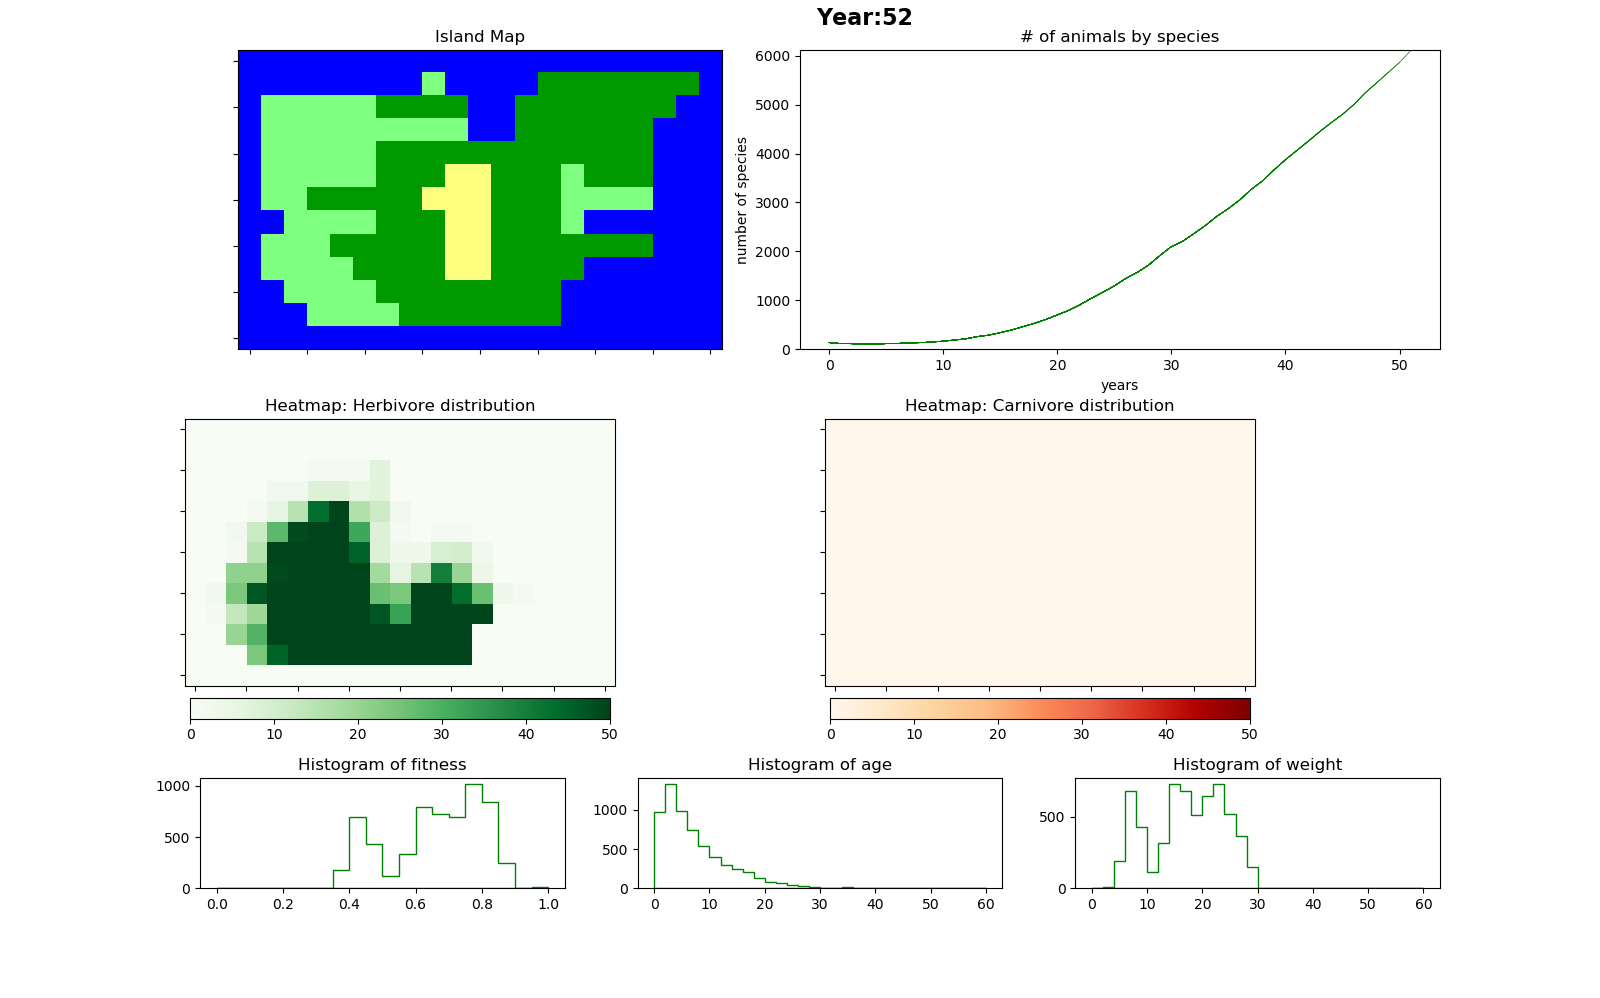 Year:52
Island Map
# of animals by species
6000
5000
4000
3000
2000
1000
0
number of species
0 10 20 30 40 50
years
Heatmap: Herbivore distribution
Heatmap: Carnivore distribution
0 10 20 30 40 50
0 10 20 30 40 50
Histogram of fitness
1000
500
0
0.0 0.2 0.4 0.6 0.8 1.0
Histogram of age
1000
500
0
0 10 20 30 40 50 60
Histogram of weight
500
0
0 10 20 30 40 50 60